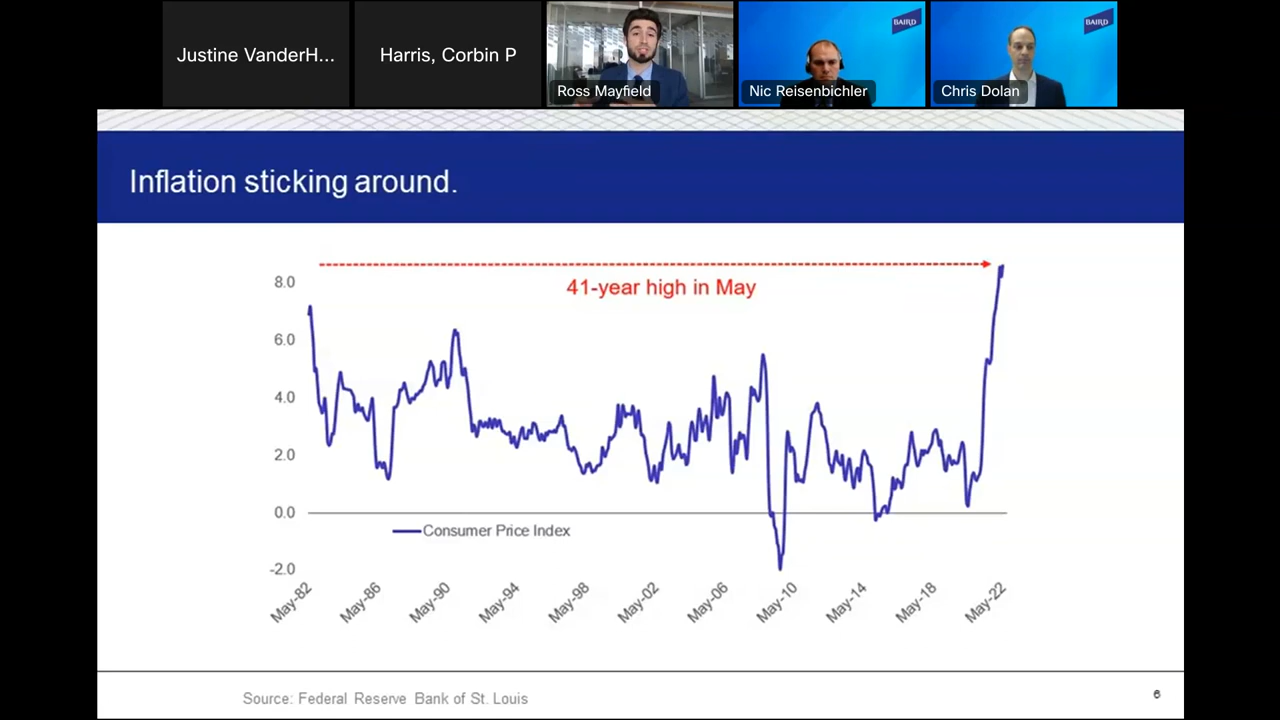 Justine VanderH...
Harris, Corbin P
Ross Mayfield
BAIRD
Nic Reisenbichler
BAIRD
Chris Dolan
Inflation sticking around.
41-year high in May
8.0
6.0
4.0
2.0
0.0
-2.0
Consumer Price Index
May-82
May-86
May-90
May-94
May-98
May-02
May-06
May-10
May-14
May-18
May-22
Source: Federal Reserve Bank of St. Louis
6